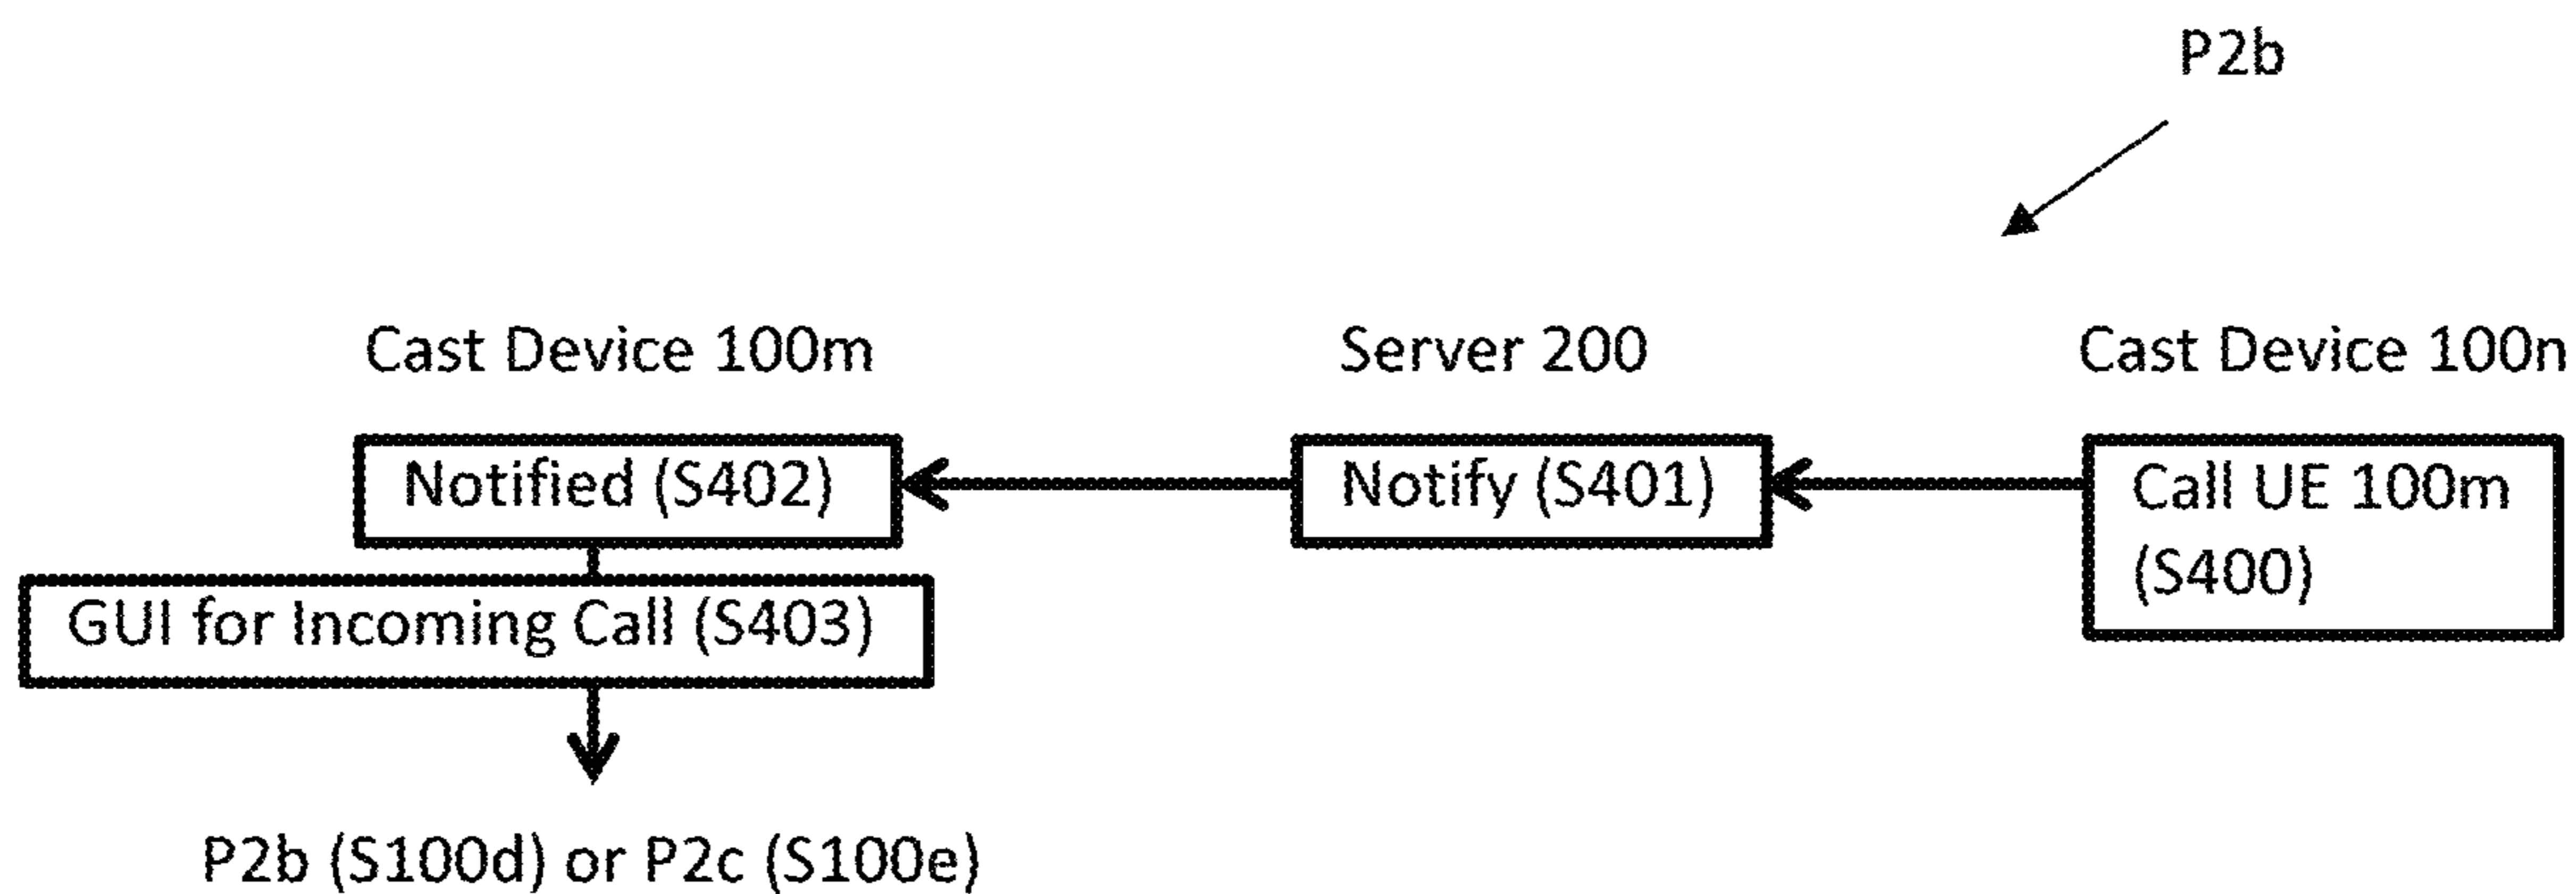 P2b
Cast Device 100m
Server 200
Cast Device 100n
Notified (S402)
Notify (S401)
Call UE 100m
(S400)
GUI for Incoming Call (S403)
P2b (S100d) or P2c (S100e)